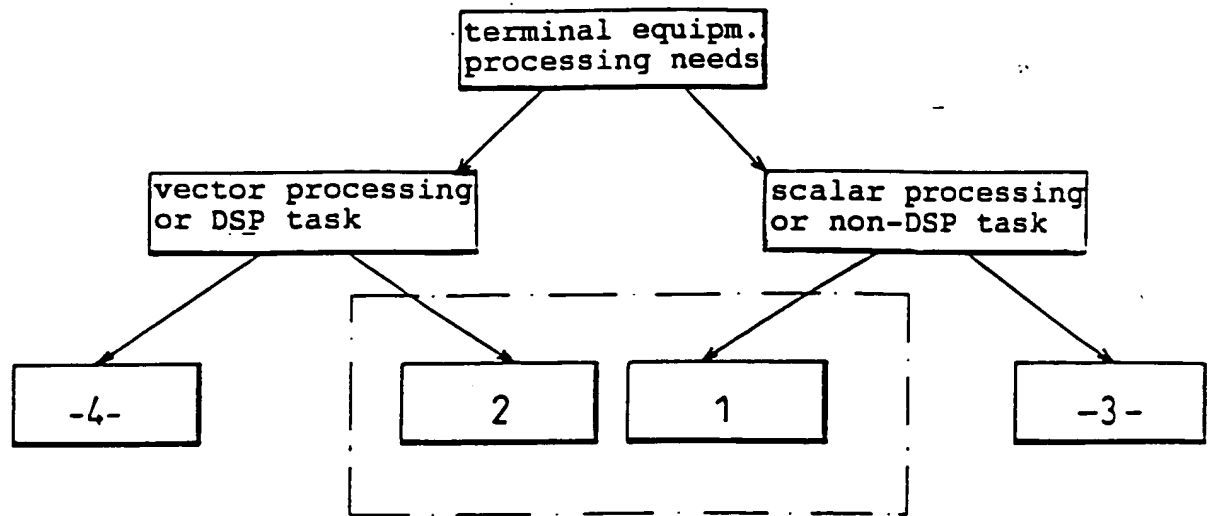 terminal equipm.
processing needs
vector processing
or DSP task
scalar processing
or non-DSP task
-4-
2
1
-3-